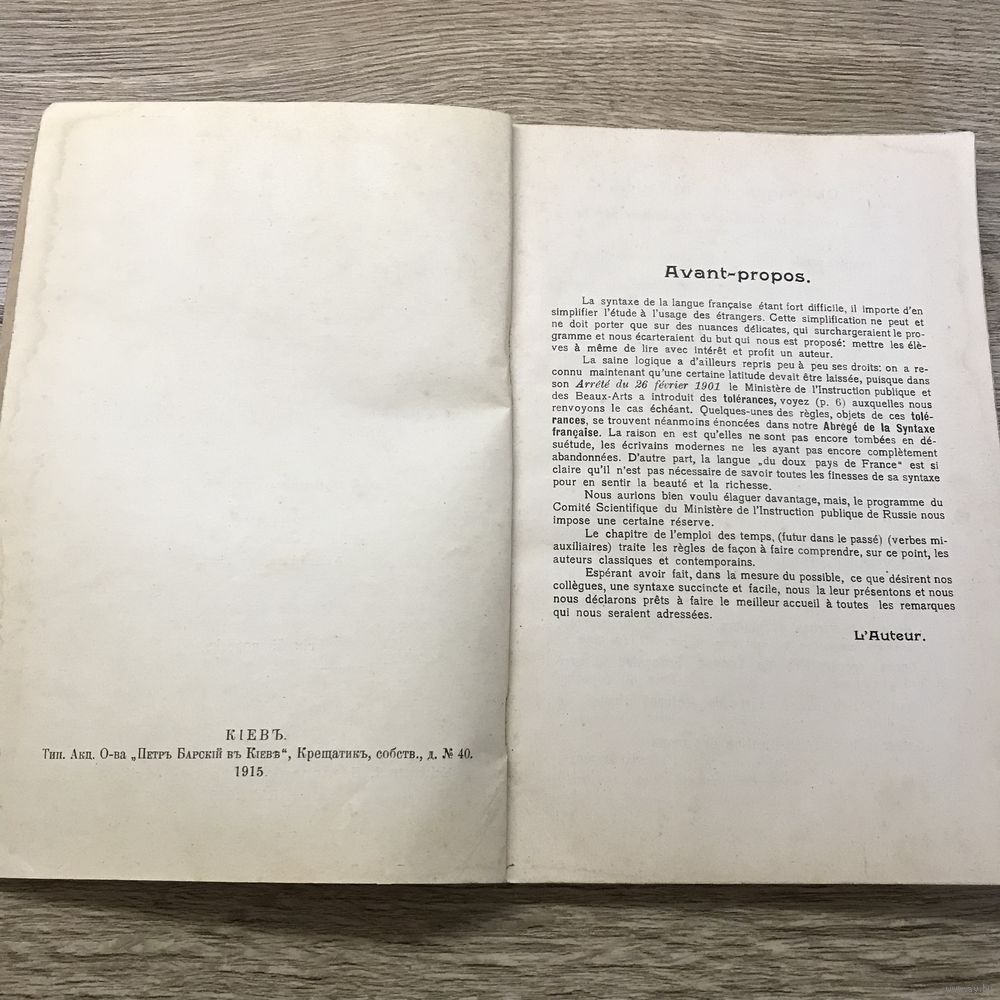 КІЕВЪ.
Тип. Акц. О-ва „Петръ Барскій въ Кіевѣ“, Крещатик, собств., д. № 40.
1915.
Avant-propos.
La syntaxe de la langue française étant fort difficile, il importe d'en
simplifier l'étude à l'usage des étrangers. Cette simplification ne peut et
ne doit porter que sur des nuances délicates, qui surchargeraient le pro-
gramme et nous écarteraient du but qui nous est proposé: mettre les élè-
ves à même de lire avec intérêt et profit un auteur.
La saine logique a d'ailleurs repris peu à peu ses droits: on a re-
connu maintenant qu'une certaine latitude devait être laissée, puisque dans
son Arrêté du 26 février 1901 le Ministère de l'Instruction publique et
des Beaux-Arts a introduit des tolérances, voyez (p. 6) auxquelles nous
renvoyons le cas échéant. Quelques-unes des règles, objets de ces tolé-
rances, se trouvent néanmoins énoncées dans notre Abrégé de la Syntaxe
française. La raison en est qu'elles ne sont pas encore tombées en dé-
suétude, les écrivains modernes ne les ayant pas encore complètement
abandonnées. D'autre part, la langue „du doux pays de France“ est si
claire qu'il n'est pas nécessaire de savoir toutes les finesses de sa syntaxe
pour en sentir la beauté et la richesse.
Nous aurions bien voulu élaguer davantage, mais, le programme du
Comité Scientifique du Ministère de l'Instruction publique de Russie nous
impose une certaine réserve.
Le chapitre de l'emploi des temps, (futur dans le passé) (verbes mi-
auxiliaires) traite les règles de façon à faire comprendre, sur ce point, les
auteurs classiques et contemporains.
Espérant avoir fait, dans la mesure du possible, ce que désirent nos
collègues, une syntaxe succincte et facile, nous la leur présentons et nous
nous déclarons prêts à faire le meilleur accueil à toutes les remarques
qui nous seraient adressées.
L'Auteur.